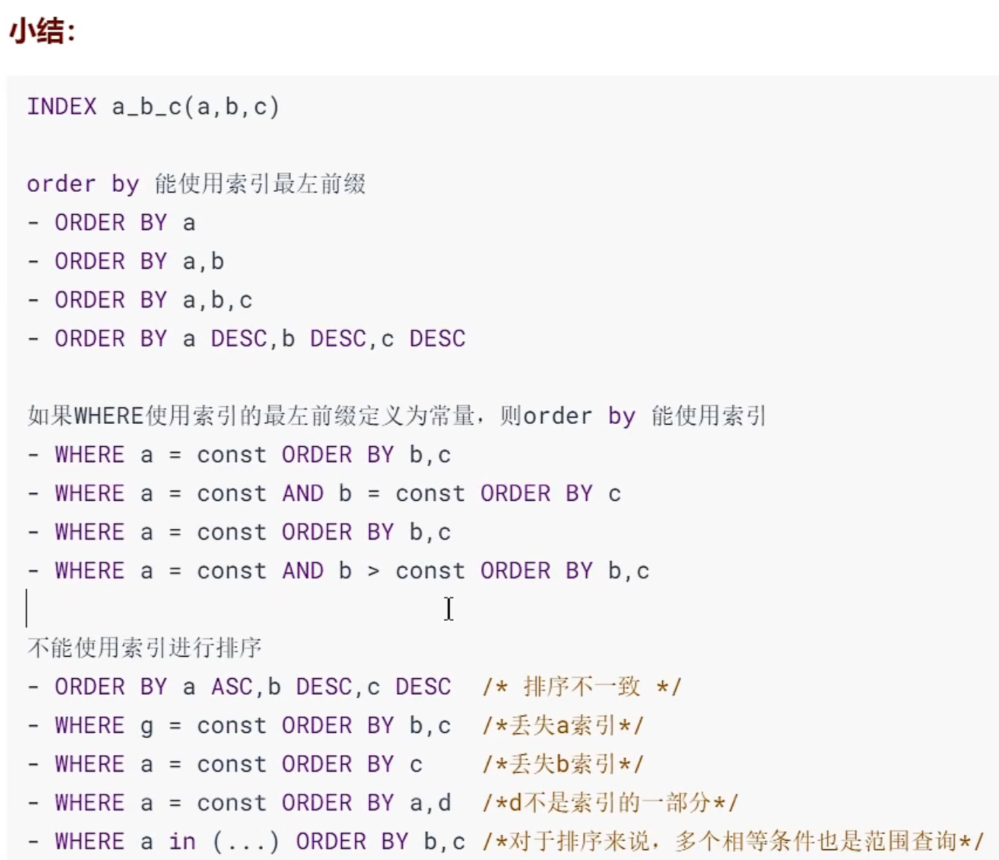 小结：
INDEX a_b_c(a,b,c)
order by 能使用索引最左前缀
- ORDER BY a
- ORDER BY a,b
- ORDER BY a,b,c
- ORDER BY a DESC,b DESC,c DESC
如果WHERE使用索引的最左前缀定义为常量，则order by 能使用索引
- WHERE a = const ORDER BY b,c
- WHERE a = const AND b = const ORDER BY c
- WHERE a = const ORDER BY b,c
- WHERE a = const AND b > const ORDER BY b,c
不能使用索引进行排序
- ORDER BY a ASC,b DESC,c DESC /* 排序不一致 */
- WHERE g = const ORDER BY b,c /*丢失a索引*/
- WHERE a = const ORDER BY c /*丢失b索引*/
- WHERE a = const ORDER BY a,d /*d不是索引的一部分*/
- WHERE a in (...) ORDER BY b,c /*对于排序来说，多个相等条件也是范围查询*/